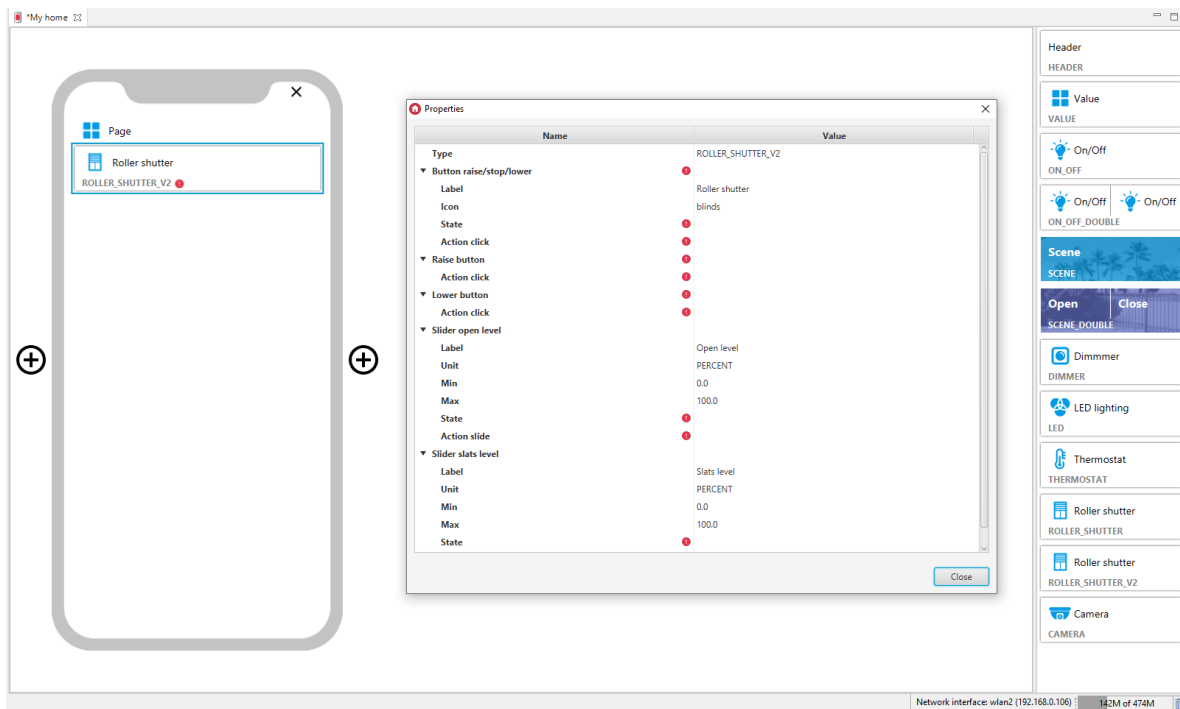 *My home
Page
Roller shutter
ROLLER_SHUTTER_V2
Properties
Name Value
Type ROLLER_SHUTTER_V2
Button raise/stop/lower
Label Roller shutter
Icon blinds
State
Action click
Raise button
Action click
Lower button
Action click
Slider open level
Label Open level
Unit PERCENT
Min 0.0
Max 100.0
State
Action slide
Slider slats level
Label Slats level
Unit PERCENT
Min 0.0
Max 100.0
State
Close
Header
HEADER
Value
VALUE
On/Off
ON_OFF
On/Off On/Off
ON_OFF_DOUBLE
Scene
SCENE
Open Close
SCENE_DOUBLE
Dimmmer
DIMMER
LED lighting
LED
Thermostat
THERMOSTAT
Roller shutter
ROLLER_SHUTTER
Roller shutter
ROLLER_SHUTTER_V2
Camera
CAMERA
Network interface: wlan2 (192.168.0.106) 142M of 474M